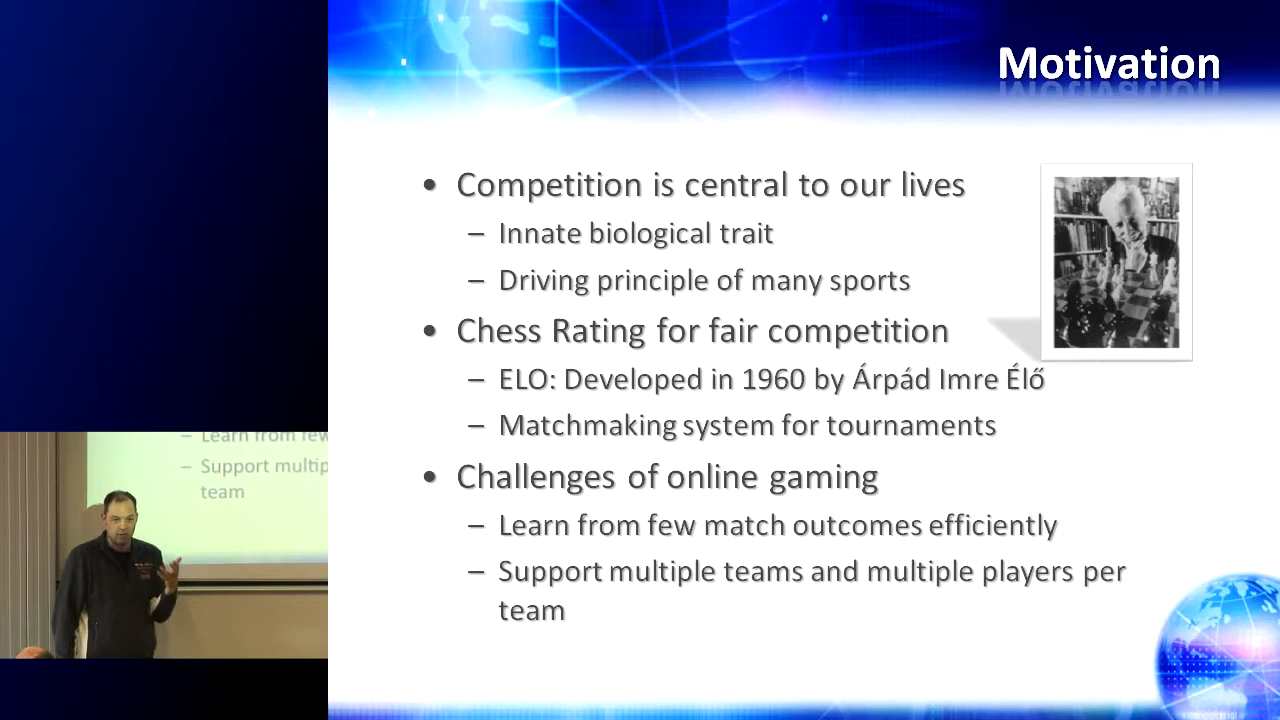 Motivation
• Competition is central to our lives
– Innate biological trait
– Driving principle of many sports
• Chess Rating for fair competition
– ELO: Developed in 1960 by Árpád Imre Élő
– Matchmaking system for tournaments
• Challenges of online gaming
– Learn from few match outcomes efficiently
– Support multiple teams and multiple players per
team
– Learn from few
– Support multip
team